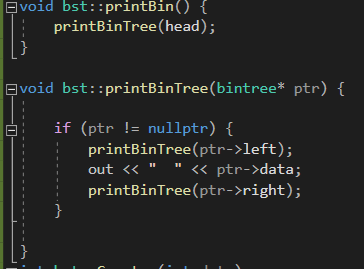 void bst::printBin() {
    printBinTree(head);
}
void bst::printBinTree(bintree* ptr) {
    if (ptr != nullptr) {
        printBinTree(ptr->left);
        out << "  " << ptr->data;
        printBinTree(ptr->right);
    }
}